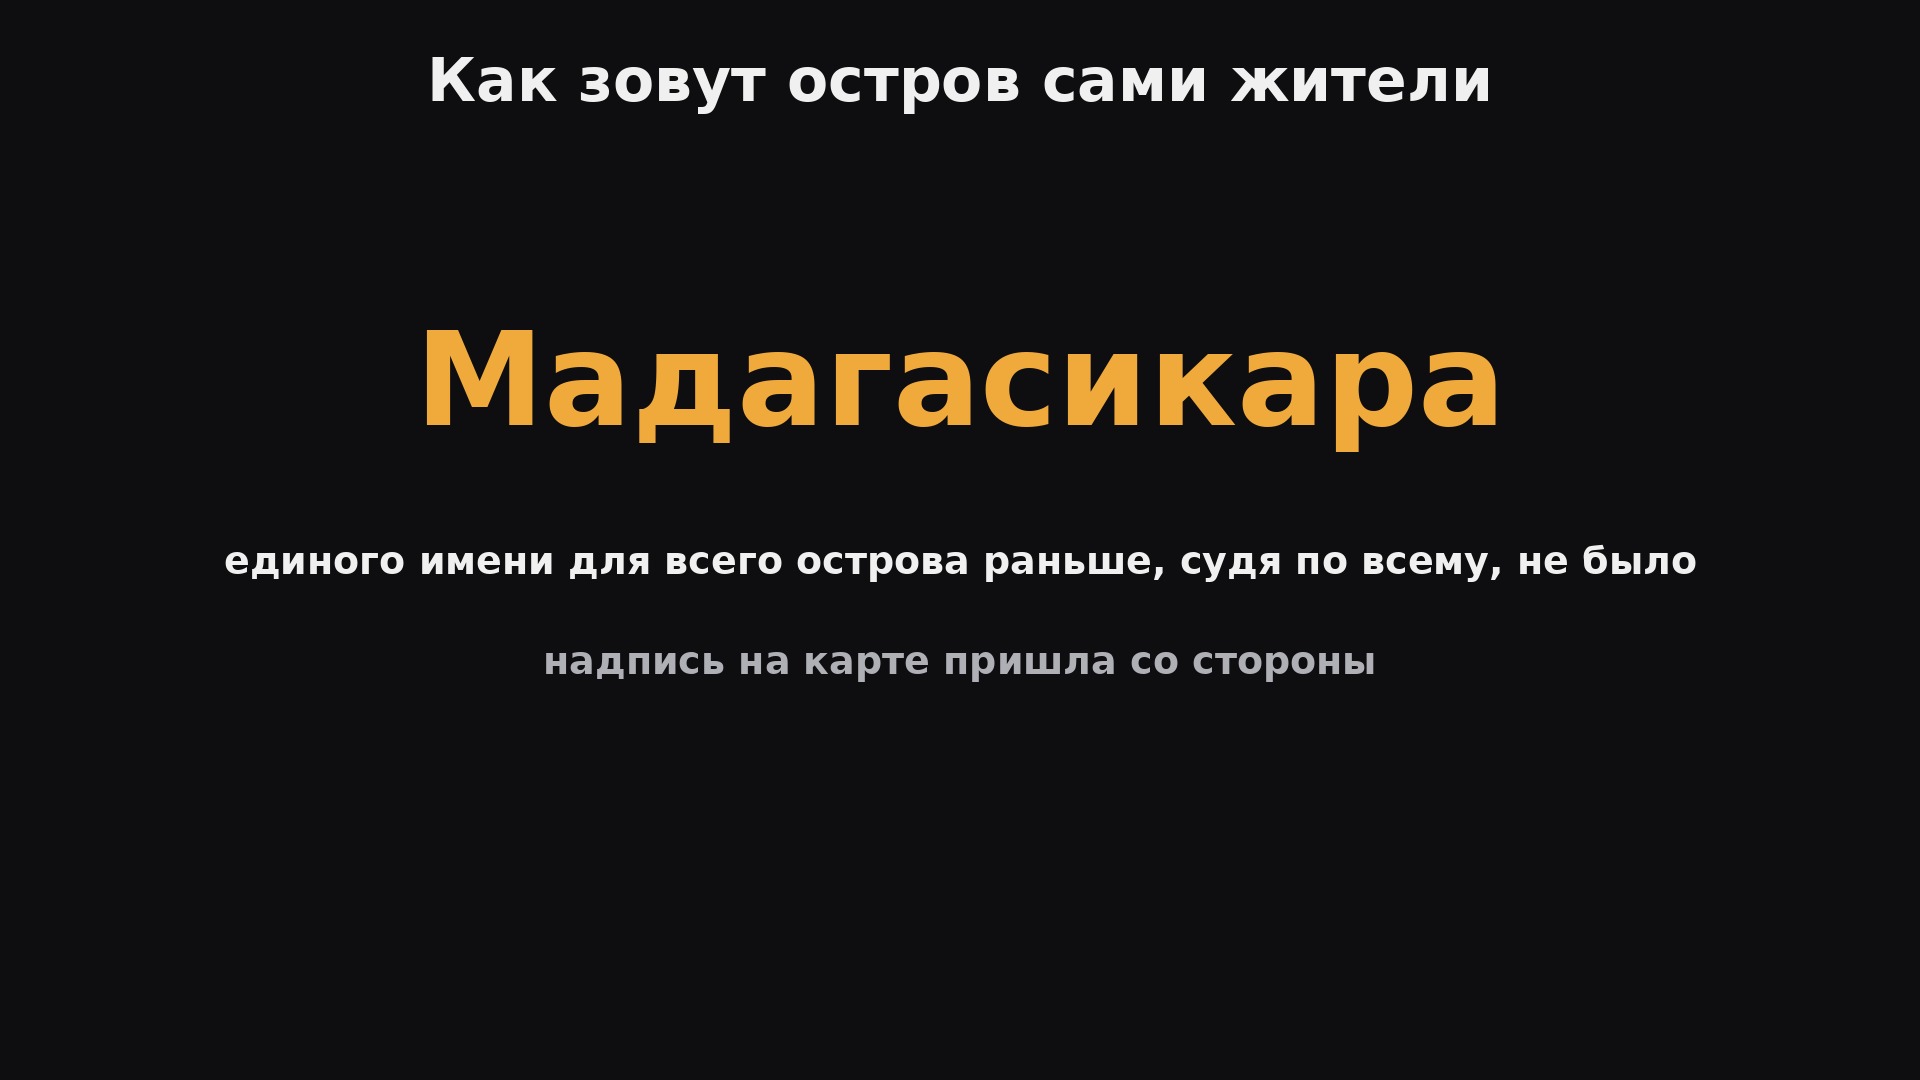 Как зовут остров сами жители
Мадагасикара
единого имени для всего острова раньше, судя по всему, не было
надпись на карте пришла со стороны